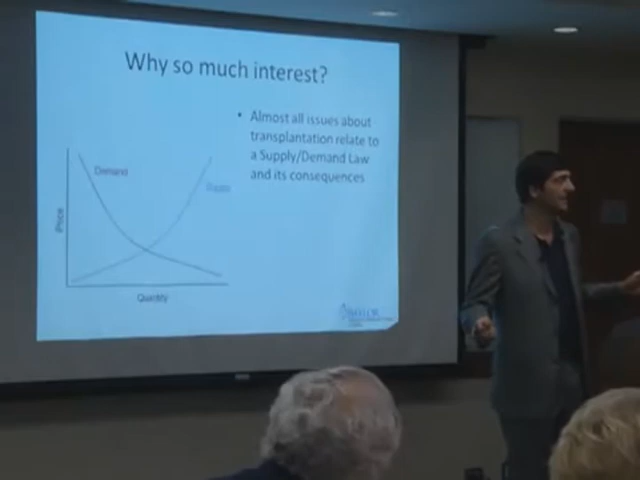 Why so much interest?
• Almost all issues about
transplantation relate to
a Supply/Demand Law
and its consequences
Demand
Supply
Price
Quantity
BAYLOR